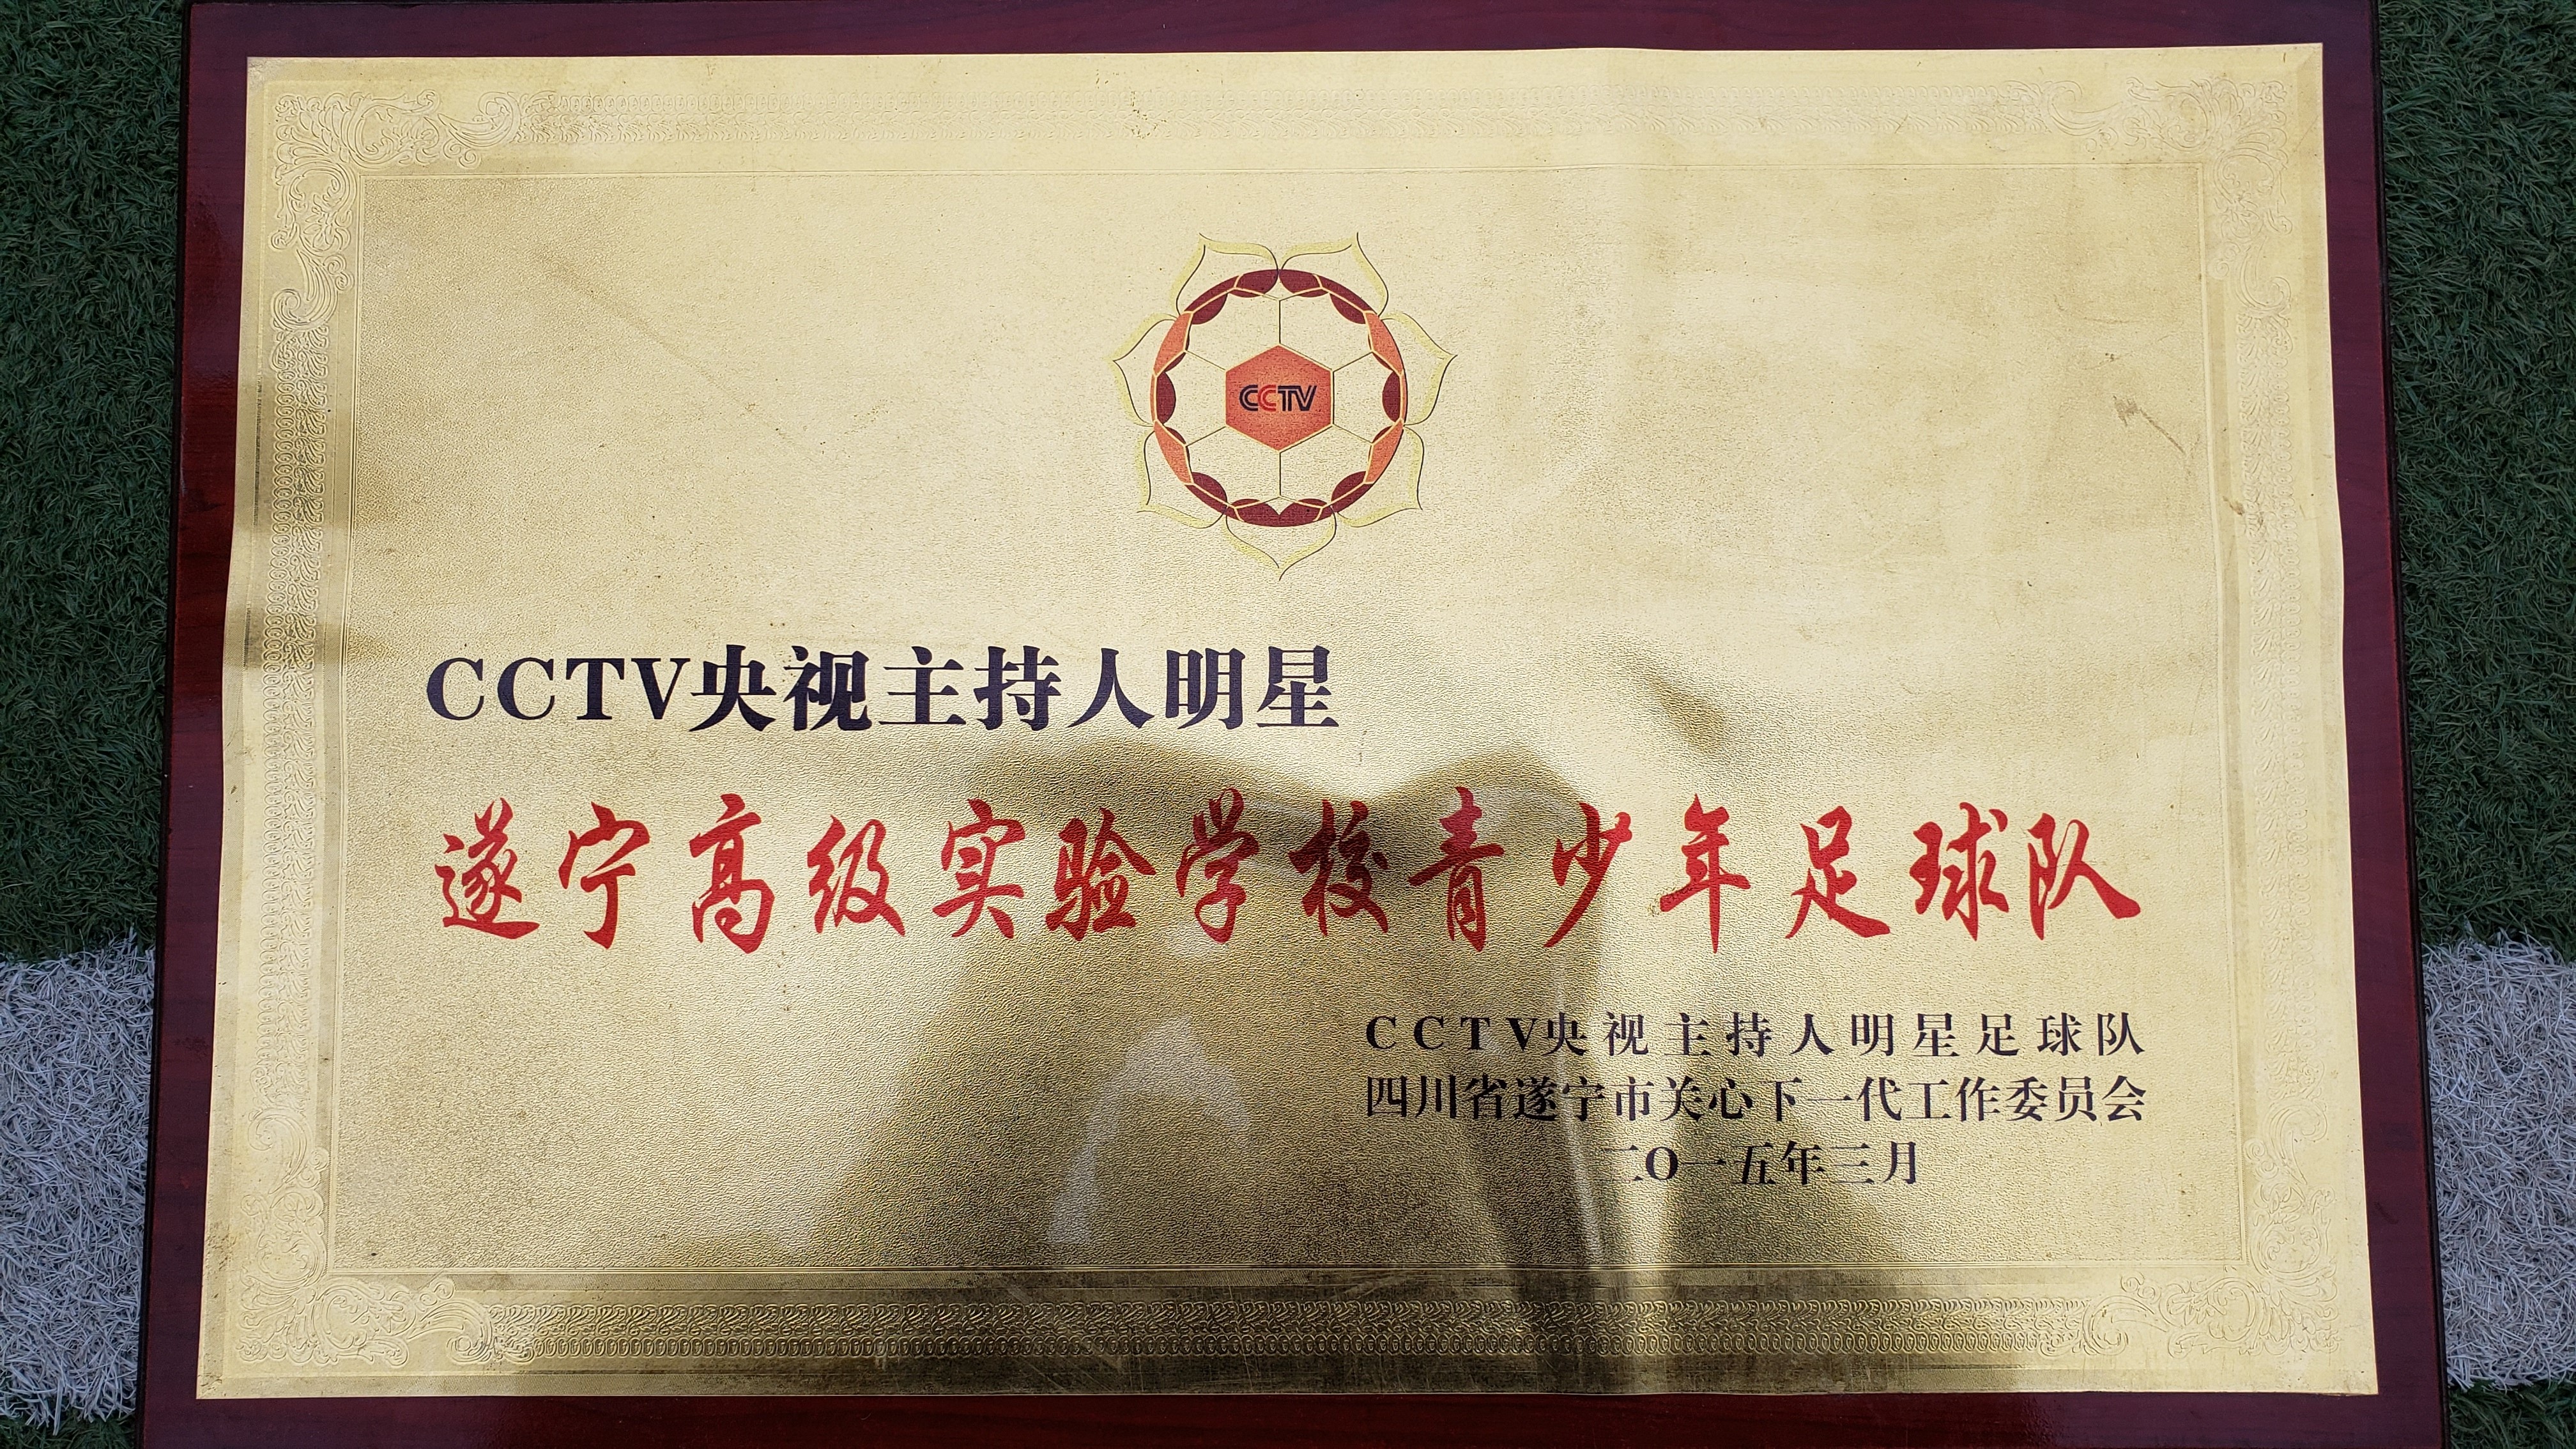 CCTV
CCTV央视主持人明星
遂宁高级实验学校青少年足球队
CCTV央视主持人明星足球队
四川省遂宁市关心下一代工作委员会
二O一五年三月